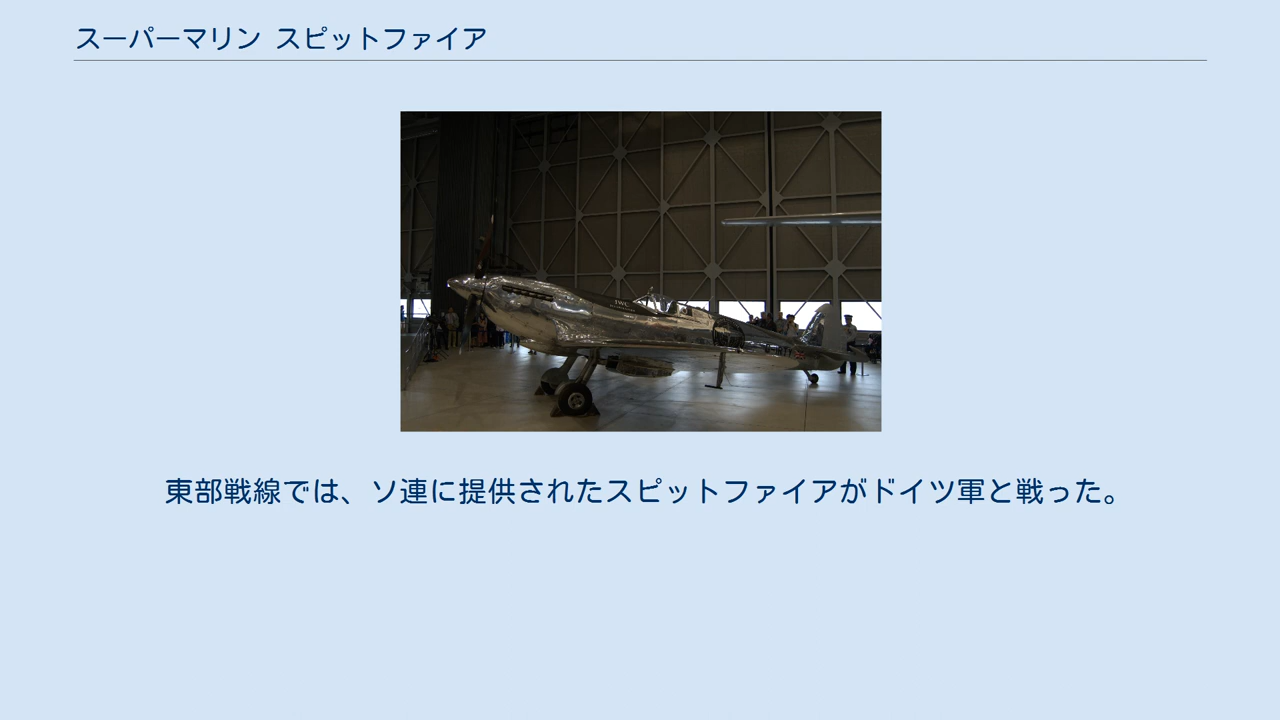 スーパーマリン スピットファイア
IWC
東部戦線では、ソ連に提供されたスピットファイアがドイツ軍と戦った。